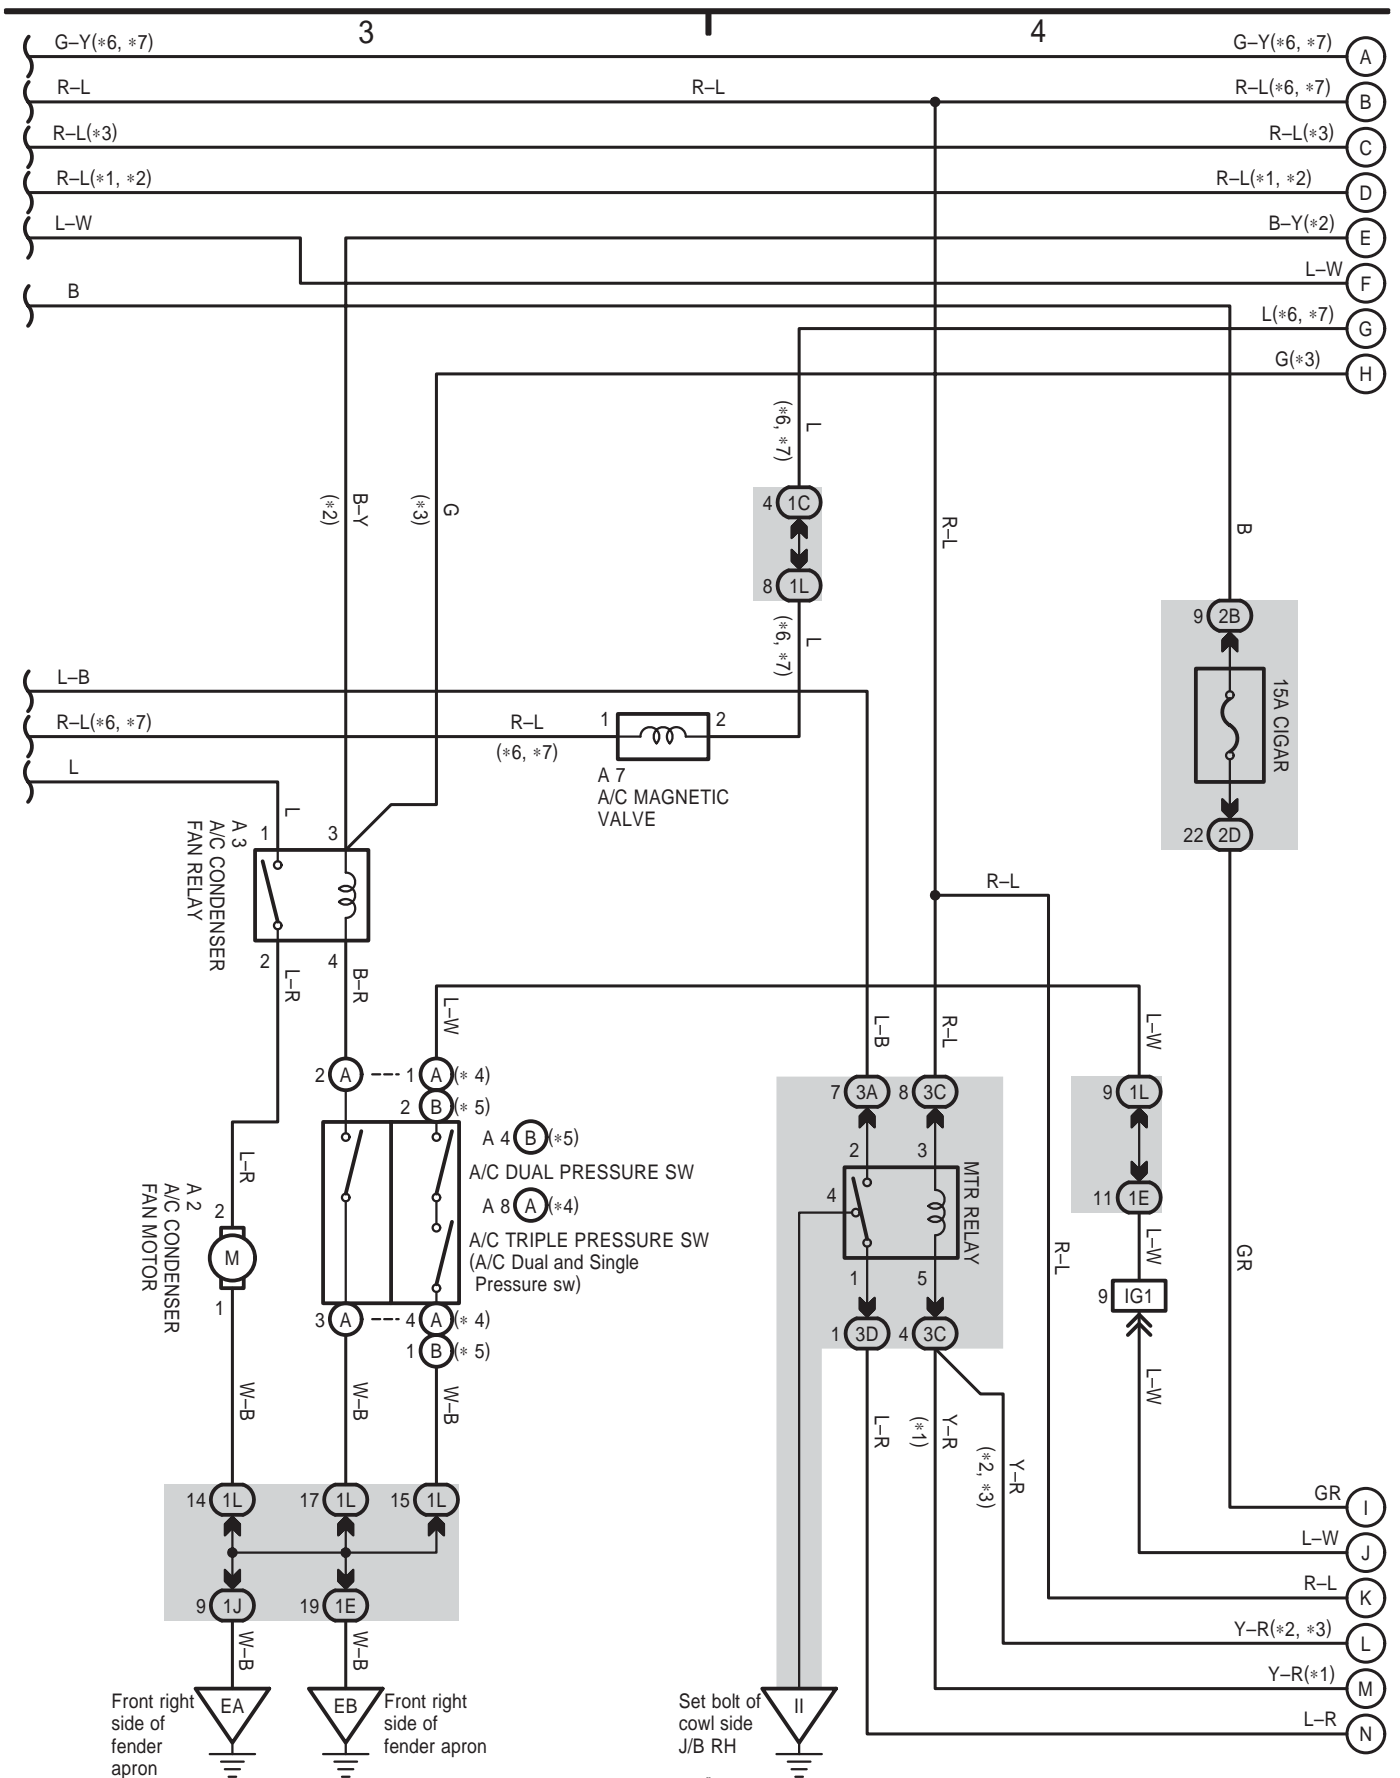 3
4
G–Y(*6, *7)
G–Y(*6, *7)
A
R–L
R–L
R–L(*6, *7)
B
R–L(*3)
R–L(*3)
C
R–L(*1, *2)
R–L(*1, *2)
D
L–W
B–Y(*2)
E
L–W
F
B
L(*6, *7)
G
G(*3)
H
L
(*6, *7)
B–Y
(*2)
G
(*3)
4 1C
R–L
B
8 1L
L
(*6, *7)
9 2B
15A CIGAR
22 2D
L–B
R–L(*6, *7)
R–L
(*6, *7)
1
2
A 7
A/C MAGNETIC
VALVE
L
L
A 3
A/C CONDENSER
FAN RELAY
1
3
2
4
L–R
B–R
R–L
L–W
L–B
R–L
L–W
2 A
1 A (* 4)
2 B (* 5)
7 3A
8 3C
9 1L
A 4 B (*5)
A/C DUAL PRESSURE SW
A 8 A (*4)
A/C TRIPLE PRESSURE SW
(A/C Dual and Single
Pressure sw)
L–R
A 2
A/C CONDENSER
FAN MOTOR
2
M
1
2
3
4
MTR RELAY
1
5
11 1E
L–W
R–L
GR
9 IG1
3 A
4 A (* 4)
1 B (* 5)
1 3D
4 3C
W–B
W–B
W–B
L–R
Y–R
(*1)
Y–R
(*2, *3)
L–W
14 1L
17 1L
15 1L
GR
I
L–W
J
9 1J
19 1E
R–L
K
W–B
W–B
Y–R(*2, *3)
L
Y–R(*1)
M
L–R
N
Front right
side of
fender
apron
EA
EB
Front right
side of
fender apron
Set bolt of
cowl side
J/B RH
II